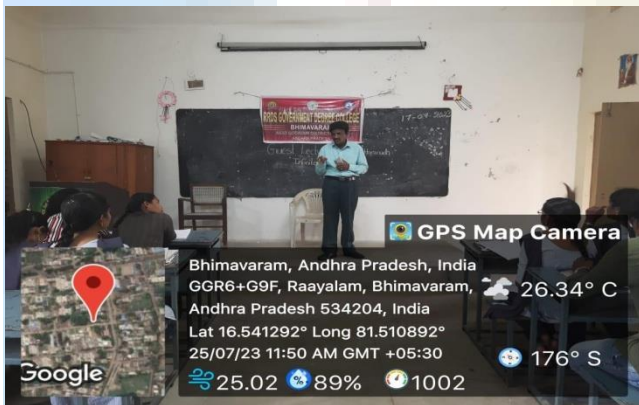 RRDS GOVERNMENT DEGREE COLLEGE
BHIMAVARAM
Guest
GPS Map Camera
Bhimavaram, Andhra Pradesh, India
GGR6+G9F, Raayalam, Bhimavaram,
Andhra Pradesh 534204, India
Lat 16.541292° Long 81.510892°
25/07/23 11:50 AM GMT +05:30
26.34° C
176° S
25.02 89% 1002
Google